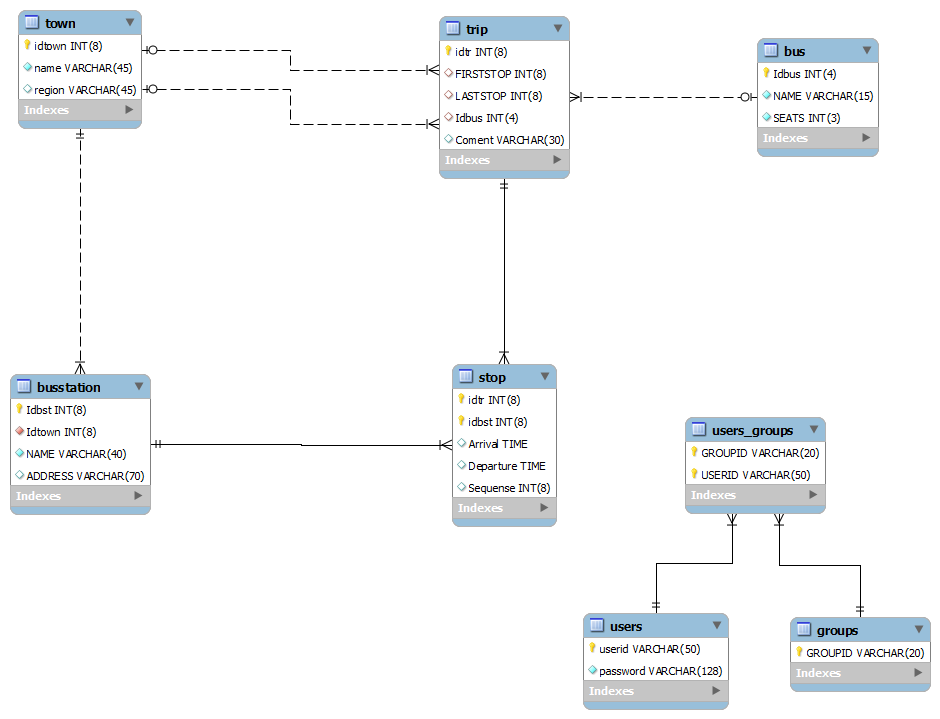 town
idtown INT(8)
name VARCHAR(45)
region VARCHAR(45)
Indexes
trip
idtr INT(8)
FIRSTSTOP INT(8)
LASTSTOP INT(8)
Idbus INT(4)
Coment VARCHAR(30)
Indexes
bus
Idbus INT(4)
NAME VARCHAR(15)
SEATS INT(3)
Indexes
busstation
Idbst INT(8)
Idtown INT(8)
NAME VARCHAR(40)
ADDRESS VARCHAR(70)
Indexes
stop
idtr INT(8)
idbst INT(8)
Arrival TIME
Departure TIME
Sequense INT(8)
Indexes
users_groups
GROUPID VARCHAR(20)
USERID VARCHAR(50)
Indexes
users
userid VARCHAR(50)
password VARCHAR(128)
Indexes
groups
GROUPID VARCHAR(20)
Indexes